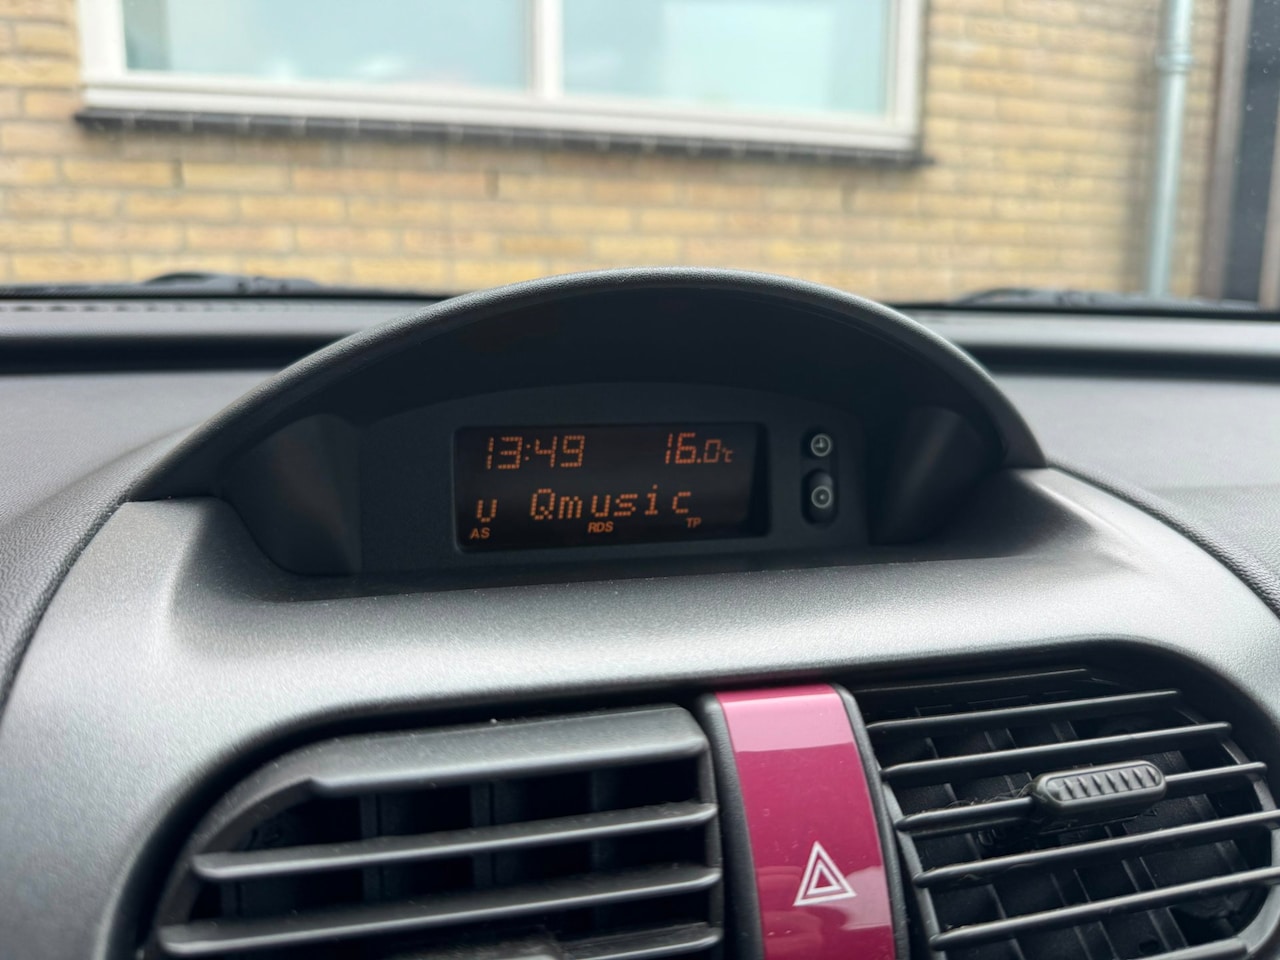 13:49 16.0°C
U Qmusic
AS RDS TP